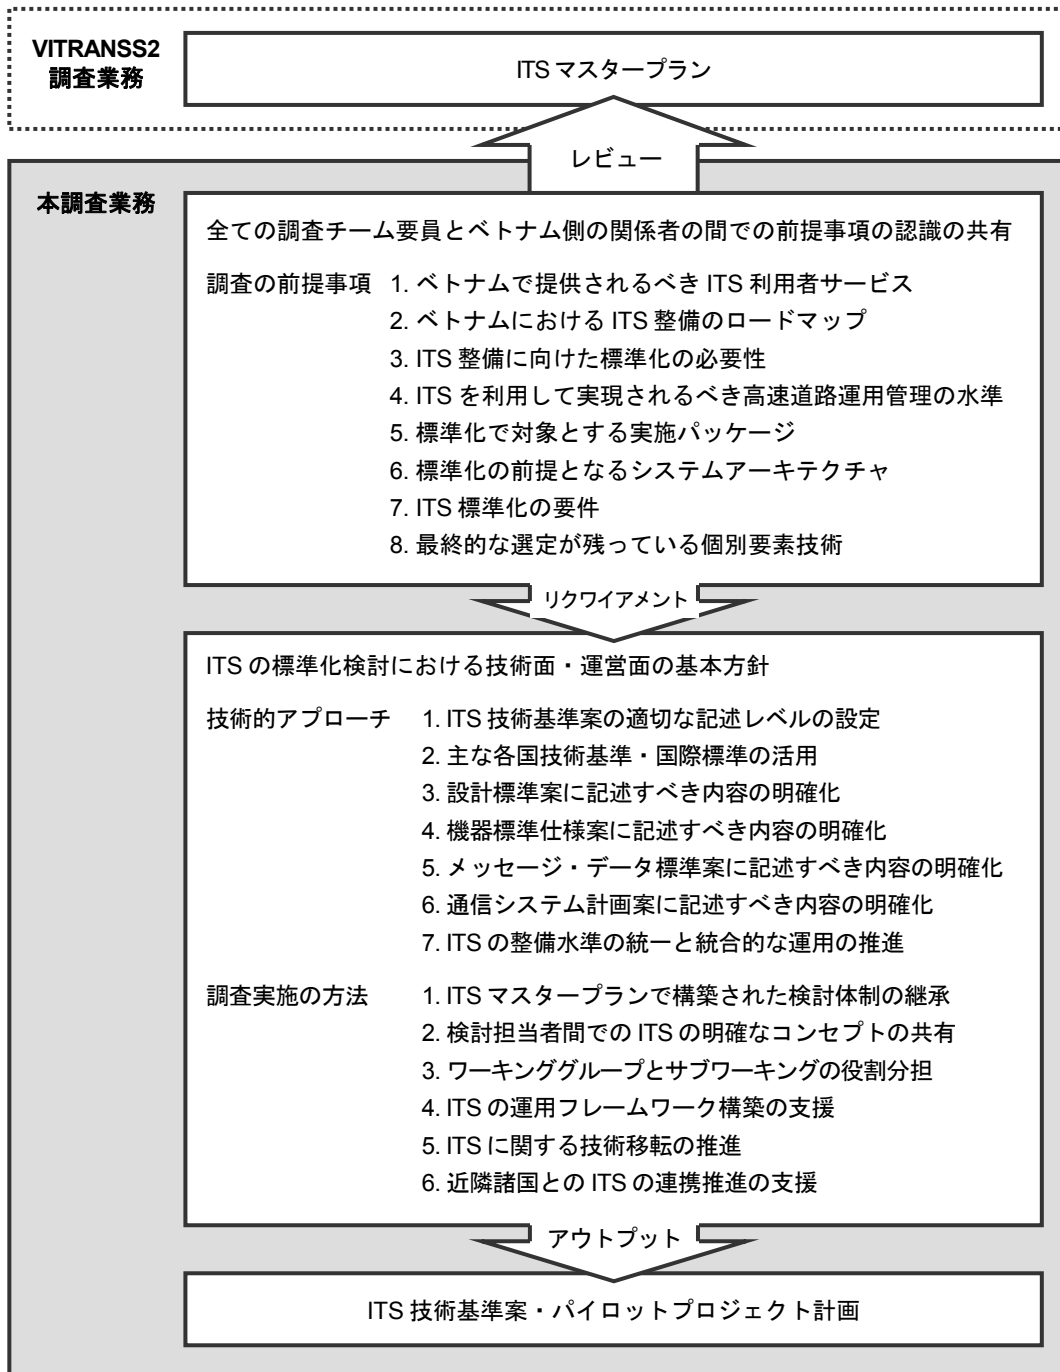 VITRANSS2
調査業務
ITS マスタープラン
レビュー
本調査業務
全ての調査チーム要員とベトナム側の関係者の間での前提事項の認識の共有
調査の前提事項 1. ベトナムで提供されるべき ITS 利用者サービス
2. ベトナムにおける ITS 整備のロードマップ
3. ITS 整備に向けた標準化の必要性
4. ITS を利用して実現されるべき高速道路運用管理の水準
5. 標準化で対象とする実施パッケージ
6. 標準化の前提となるシステムアーキテクチャ
7. ITS 標準化の要件
8. 最終的な選定が残っている個別要素技術
リクワイアメント
ITS の標準化検討における技術面・運営面の基本方針
技術的アプローチ 1. ITS 技術基準案の適切な記述レベルの設定
2. 主な各国技術基準・国際標準の活用
3. 設計標準案に記述すべき内容の明確化
4. 機器標準仕様案に記述すべき内容の明確化
5. メッセージ・データ標準案に記述すべき内容の明確化
6. 通信システム計画案に記述すべき内容の明確化
7. ITS の整備水準の統一と統合的な運用の推進
調査実施の方法 1. ITS マスタープランで構築された検討体制の継承
2. 検討担当者間での ITS の明確なコンセプトの共有
3. ワーキンググループとサブワーキングの役割分担
4. ITS の運用フレームワーク構築の支援
5. ITS に関する技術移転の推進
6. 近隣諸国との ITS の連携推進の支援
アウトプット
ITS 技術基準案・パイロットプロジェクト計画